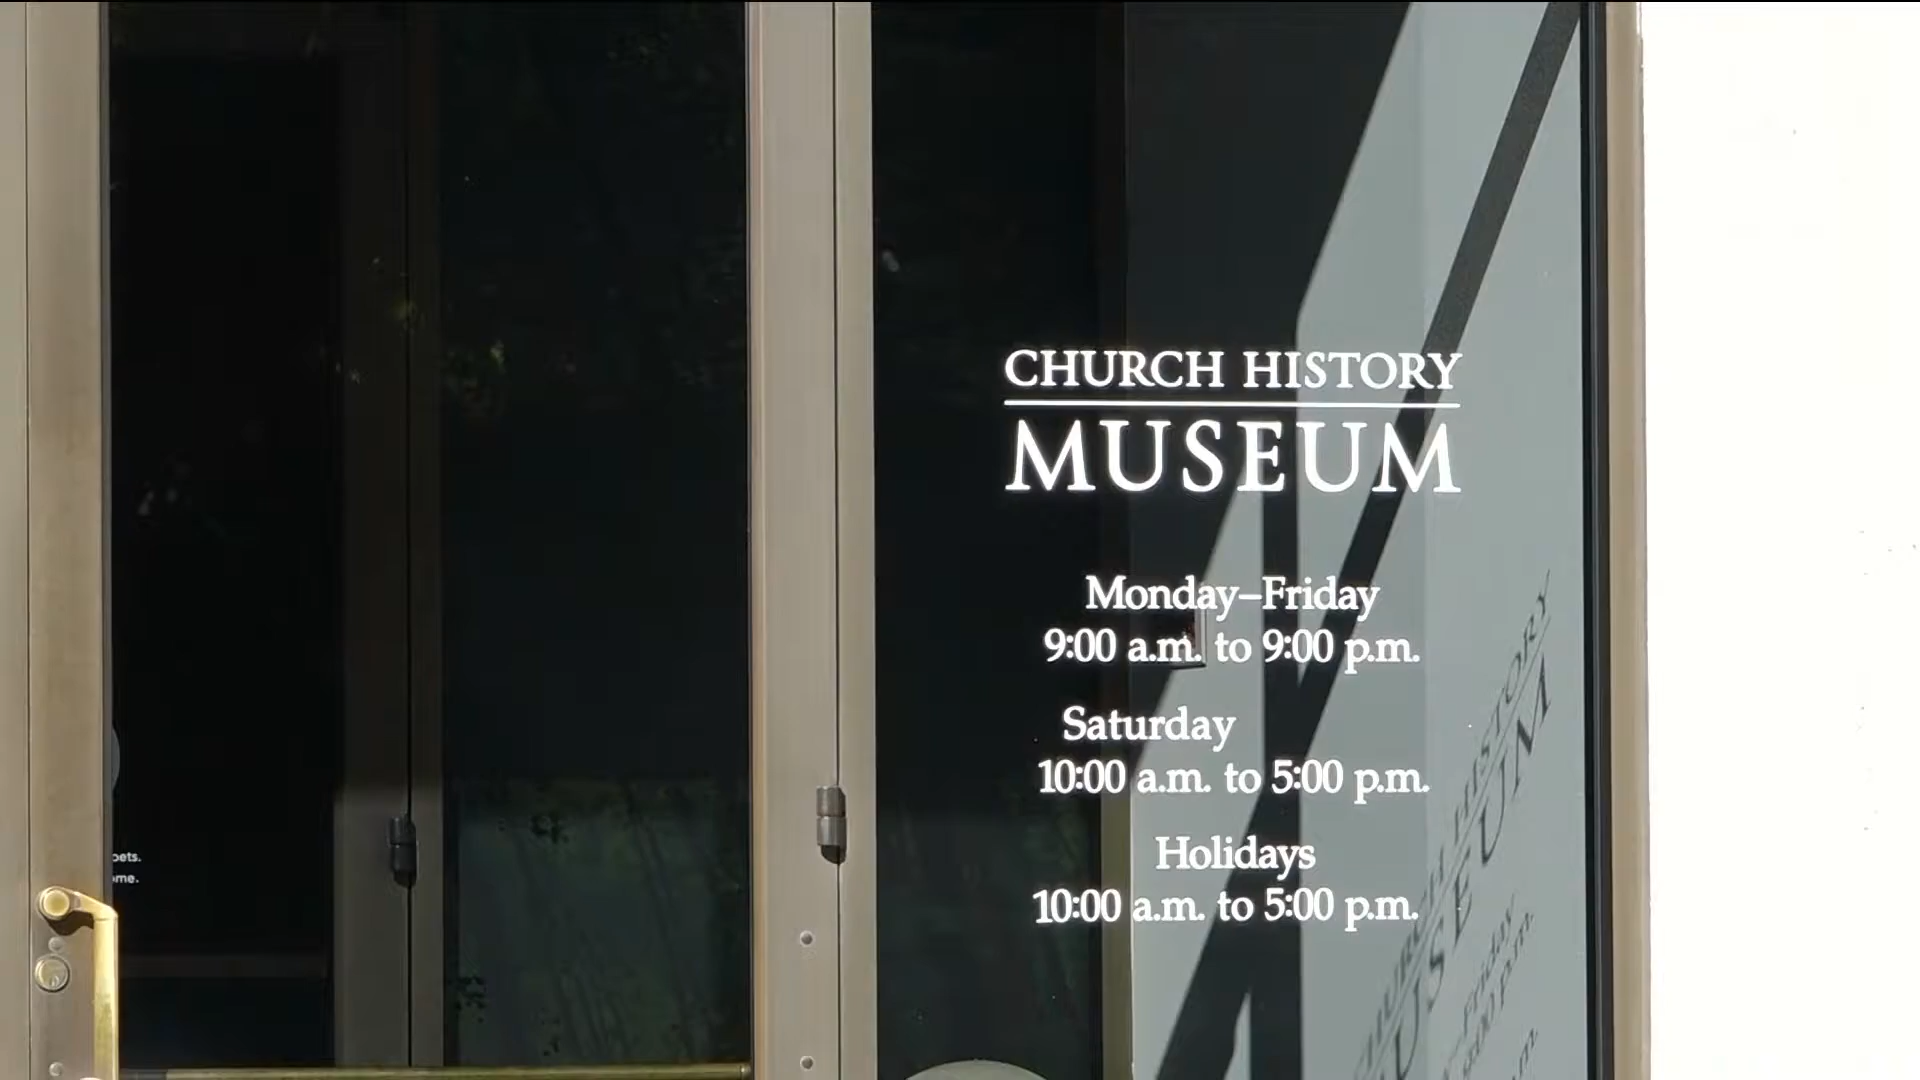 CHURCH HISTORY
MUSEUM
Monday–Friday
9:00 a.m. to 9:00 p.m.
Saturday
10:00 a.m. to 5:00 p.m.
Holidays
10:00 a.m. to 5:00 p.m.